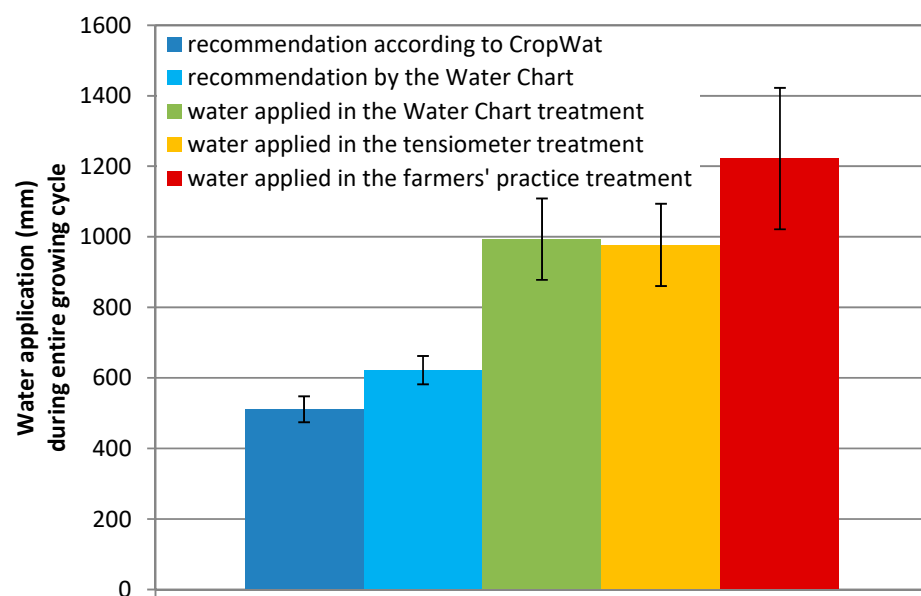 1600
1400
1200
1000
800
600
400
200
0
Water application (mm)
during entire growing cycle
recommendation according to CropWat
recommendation by the Water Chart
water applied in the Water Chart treatment
water applied in the tensiometer treatment
water applied in the farmers' practice treatment